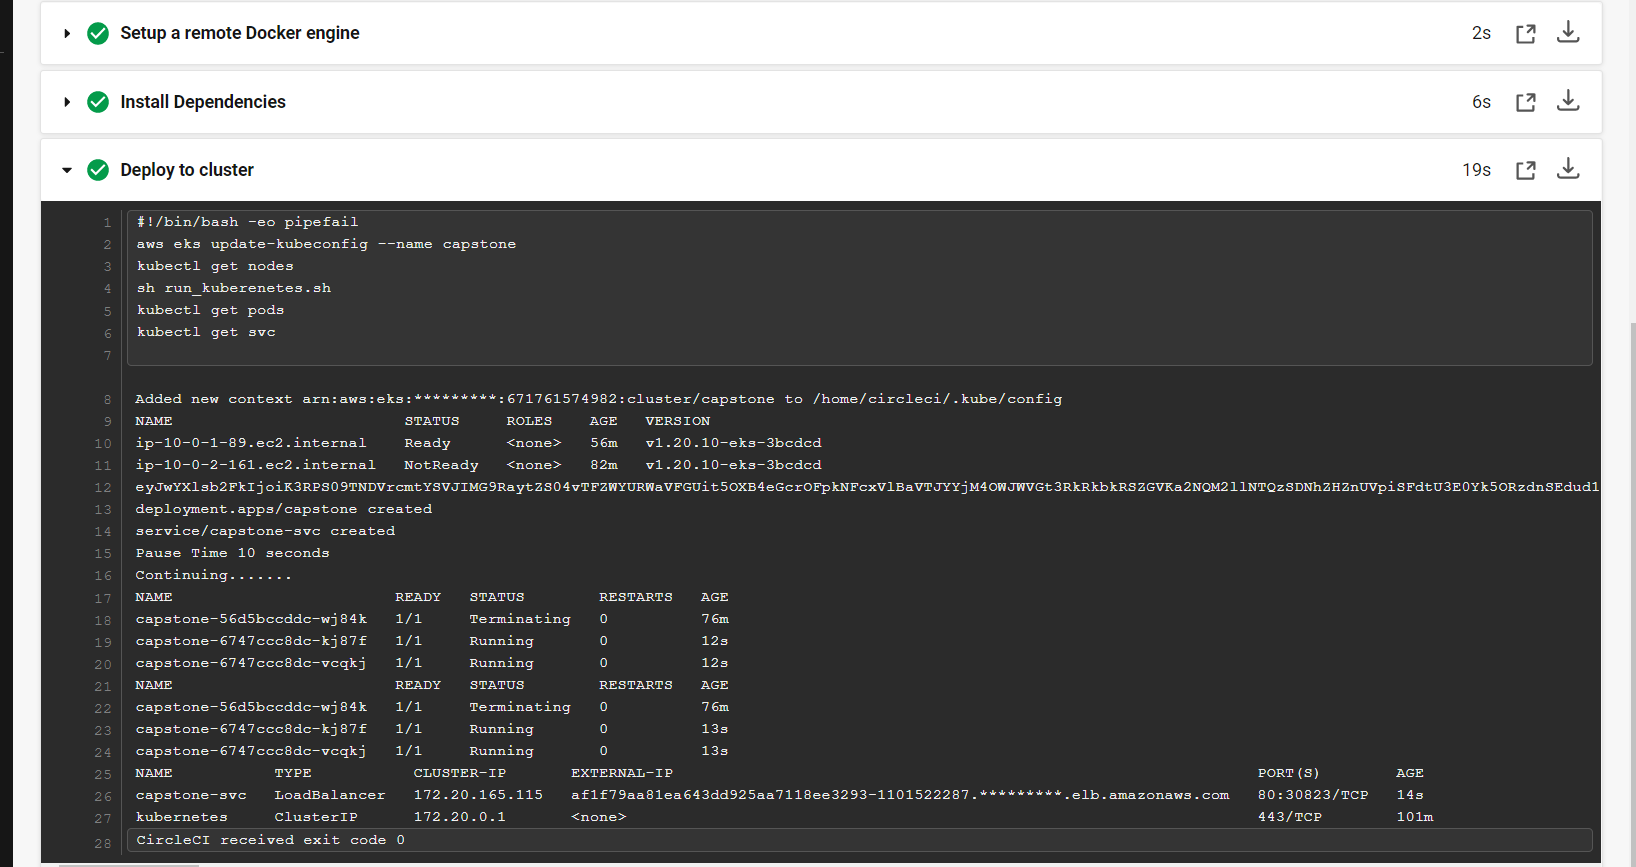 Setup a remote Docker engine 2s
Install Dependencies 6s
Deploy to cluster 19s
1 #!/bin/bash -eo pipefail
2 aws eks update-kubeconfig --name capstone
3 kubectl get nodes
4 sh run_kuberenetes.sh
5 kubectl get pods
6 kubectl get svc
7
8 Added new context arn:aws:eks:*********:671761574982:cluster/capstone to /home/circleci/.kube/config
9 NAME STATUS ROLES AGE VERSION
10 ip-10-0-1-89.ec2.internal Ready <none> 56m v1.20.10-eks-3bcdcd
11 ip-10-0-2-161.ec2.internal NotReady <none> 82m v1.20.10-eks-3bcdcd
12
13 deployment.apps/capstone created
14 service/capstone-svc created
15 Pause Time 10 seconds
16 Continuing.......
17 NAME READY STATUS RESTARTS AGE
18 capstone-56d5bccddc-wj84k 1/1 Terminating 0 76m
19 capstone-6747ccc8dc-kj87f 1/1 Running 0 12s
20 capstone-6747ccc8dc-vcqkj 1/1 Running 0 12s
21 NAME READY STATUS RESTARTS AGE
22 capstone-56d5bccddc-wj84k 1/1 Terminating 0 76m
23 capstone-6747ccc8dc-kj87f 1/1 Running 0 13s
24 capstone-6747ccc8dc-vcqkj 1/1 Running 0 13s
25 NAME TYPE CLUSTER-IP EXTERNAL-IP PORT(S) AGE
26 capstone-svc LoadBalancer 172.20.165.115 af1f79aa81ea643dd925aa7118ee3293-1101522287.*********.elb.amazonaws.com 80:30823/TCP 14s
27 kubernetes ClusterIP 172.20.0.1 <none> 443/TCP 101m
28 CircleCI received exit code 0